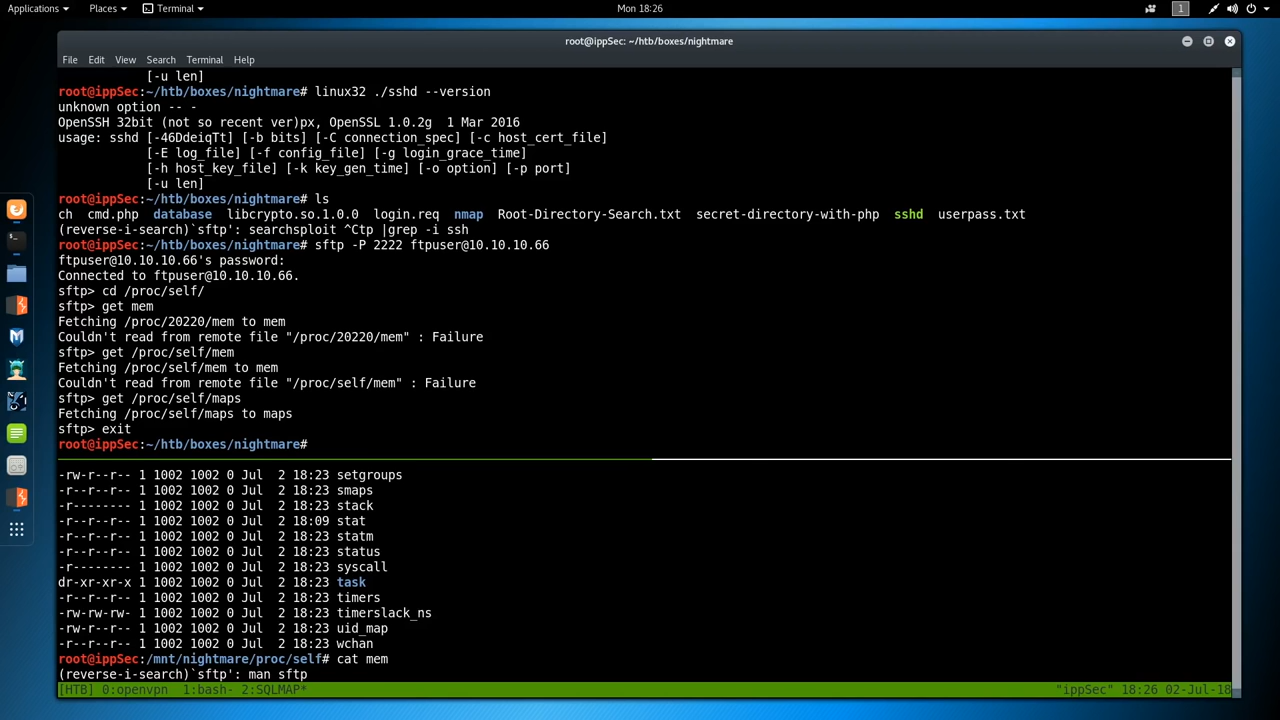 Applications Places Terminal Mon 18:26 1
root@ippSec: ~/htb/boxes/nightmare
File Edit View Search Terminal Help
[-u len]
root@ippSec:~/htb/boxes/nightmare# linux32 ./sshd --version
unknown option -- -
OpenSSH 32bit (not so recent ver)px, OpenSSL 1.0.2g  1 Mar 2016
usage: sshd [-46DdeiqTt] [-b bits] [-C connection_spec] [-c host_cert_file]
[-E log_file] [-f config_file] [-g login_grace_time]
[-h host_key_file] [-k key_gen_time] [-o option] [-p port]
[-u len]
root@ippSec:~/htb/boxes/nightmare# ls
ch  cmd.php  database  libcrypto.so.1.0.0  login.req  nmap  Root-Directory-Search.txt  secret-directory-with-php  sshd  userpass.txt
(reverse-i-search)`sftp': searchsploit ^Ctp |grep -i ssh
root@ippSec:~/htb/boxes/nightmare# sftp -P 2222 ftpuser@10.10.10.66
ftpuser@10.10.10.66's password:
Connected to ftpuser@10.10.10.66.
sftp> cd /proc/self/
sftp> get mem
Fetching /proc/20220/mem to mem
Couldn't read from remote file "/proc/20220/mem" : Failure
sftp> get /proc/self/mem
Fetching /proc/self/mem to mem
Couldn't read from remote file "/proc/self/mem" : Failure
sftp> get /proc/self/maps
Fetching /proc/self/maps to maps
sftp> exit
root@ippSec:~/htb/boxes/nightmare#
-rw-r--r-- 1 1002 1002 0 Jul  2 18:23 setgroups
-r--r--r-- 1 1002 1002 0 Jul  2 18:23 smaps
-r-------- 1 1002 1002 0 Jul  2 18:23 stack
-r--r--r-- 1 1002 1002 0 Jul  2 18:09 stat
-r--r--r-- 1 1002 1002 0 Jul  2 18:23 statm
-r--r--r-- 1 1002 1002 0 Jul  2 18:23 status
-r-------- 1 1002 1002 0 Jul  2 18:23 syscall
dr-xr-xr-x 1 1002 1002 0 Jul  2 18:23 task
-r--r--r-- 1 1002 1002 0 Jul  2 18:23 timers
-rw-rw-rw- 1 1002 1002 0 Jul  2 18:23 timerslack_ns
-rw-r--r-- 1 1002 1002 0 Jul  2 18:23 uid_map
-r--r--r-- 1 1002 1002 0 Jul  2 18:23 wchan
root@ippSec:/mnt/nightmare/proc/self# cat mem
(reverse-i-search)`sftp': man sftp
[HTB] 0:openvpn  1:bash- 2:SQLMAP* "ippSec" 18:26 02-Jul-18